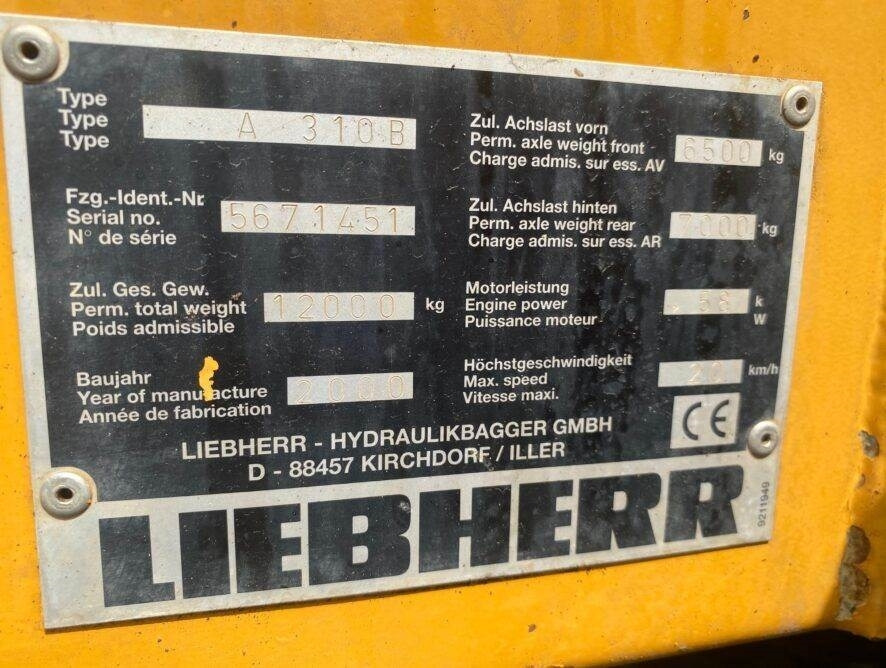 Type
Type A 310B
Type
Fzg.-Ident.-Nr.
Serial no. 5671451
N° de série
Zul. Ges. Gew.
Perm. total weight 12000 kg
Poids admissible
Baujahr
Year of manufacture 2000
Année de fabrication
Zul. Achslast vorn
Perm. axle weight front 6500 kg
Charge admis. sur ess. AV
Zul. Achslast hinten
Perm. axle weight rear 7000 kg
Charge admis. sur ess. AR
Motorleistung
Engine power 58 k
Puissance moteur W
Höchstgeschwindigkeit
Max. speed 20 km/h
Vitesse maxi.
CE
LIEBHERR - HYDRAULIKBAGGER GMBH
D - 88457 KIRCHDORF / ILLER
LIEBHERR
9211949